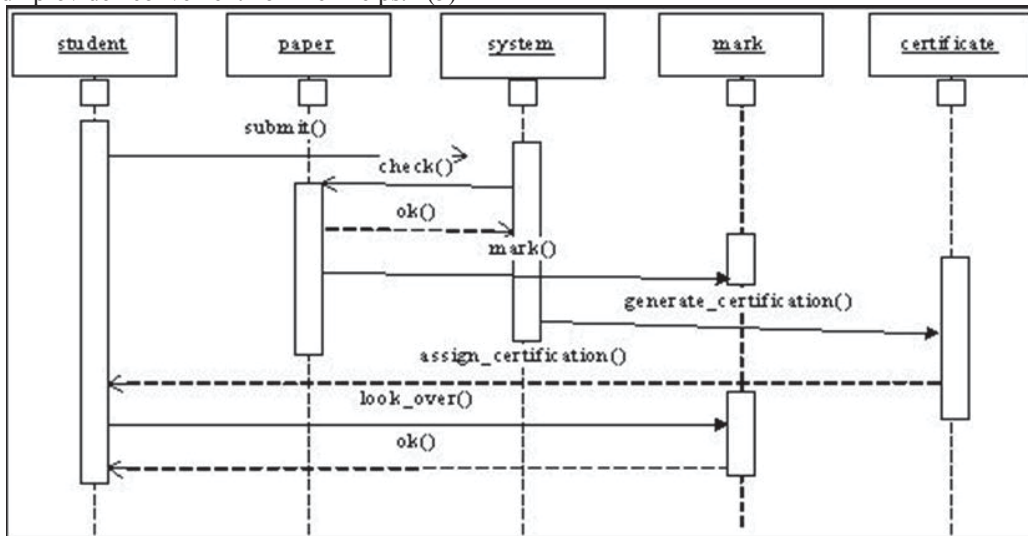 student paper system mark certificate
submit()
check()
ok()
mark()
generate_certification()
assign_certification()
look_over()
ok()